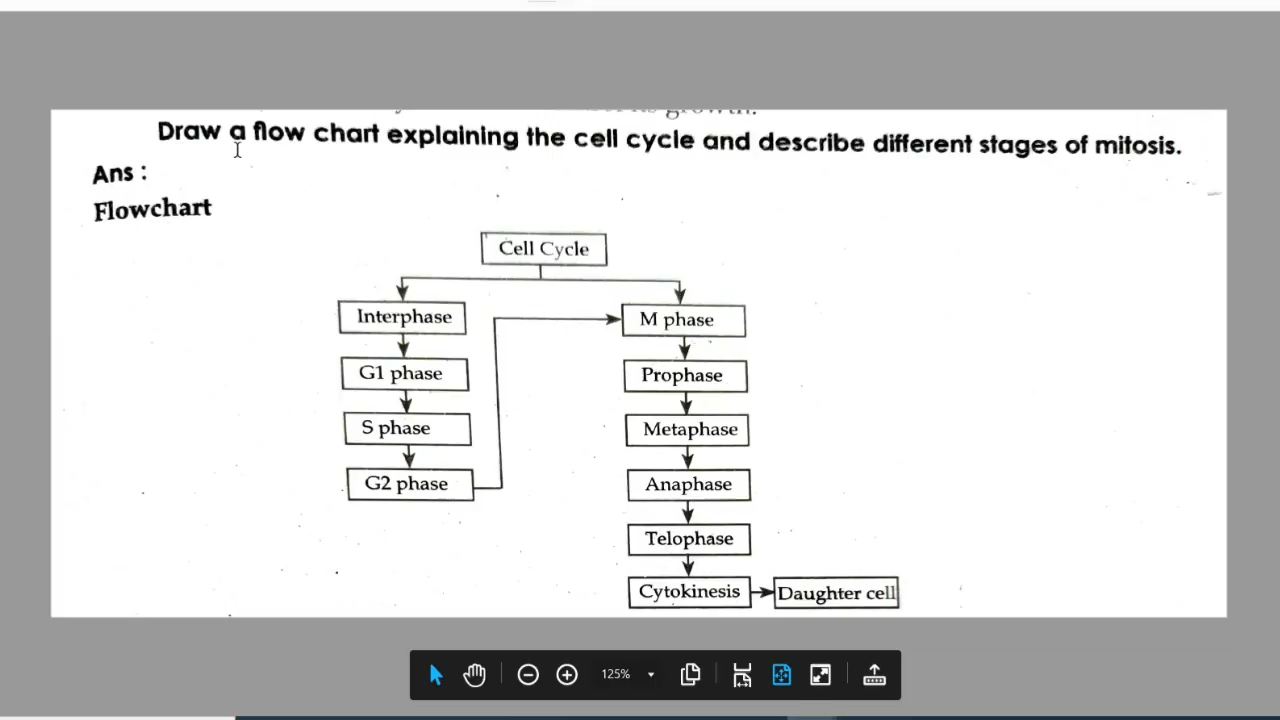 Draw a flow chart explaining the cell cycle and describe different stages of mitosis.
Ans :
Flowchart
Cell Cycle
Interphase
G1 phase
S phase
G2 phase
M phase
Prophase
Metaphase
Anaphase
Telophase
Cytokinesis
Daughter cell
125%